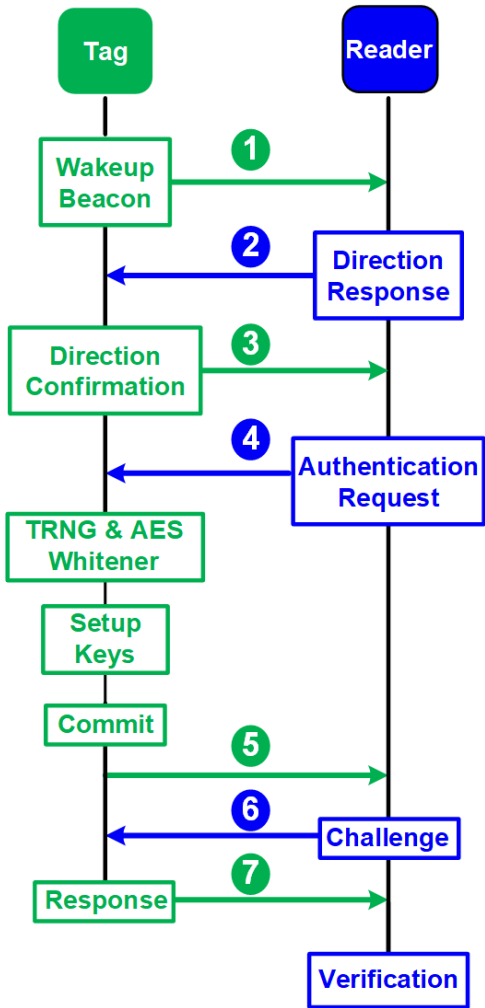 Tag
Reader
1
Wakeup
Beacon
2
Direction
Response
3
Direction
Confirmation
4
Authentication
Request
TRNG & AES
Whitener
Setup
Keys
Commit
5
6
Challenge
7
Response
Verification